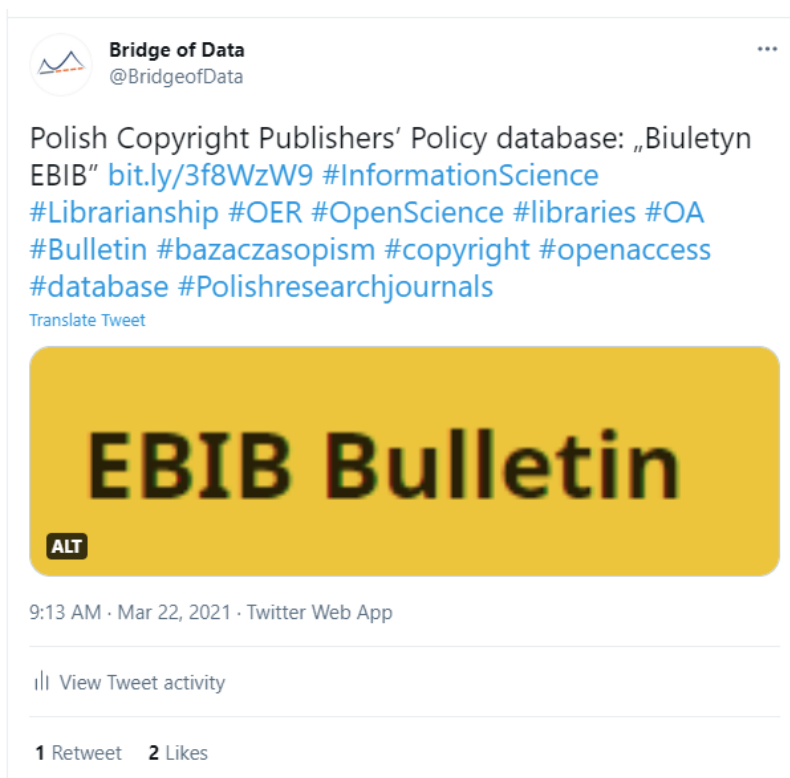 Bridge of Data
@BridgeofData
Polish Copyright Publishers’ Policy database: „Biuletyn
EBIB” bit.ly/3f8WzW9 #InformationScience
#Librarianship #OER #OpenScience #libraries #OA
#Bulletin #bazaczasopism #copyright #openaccess
#database #Polishresearchjournals
Translate Tweet
EBIB Bulletin
ALT
9:13 AM · Mar 22, 2021 · Twitter Web App
View Tweet activity
1 Retweet 2 Likes